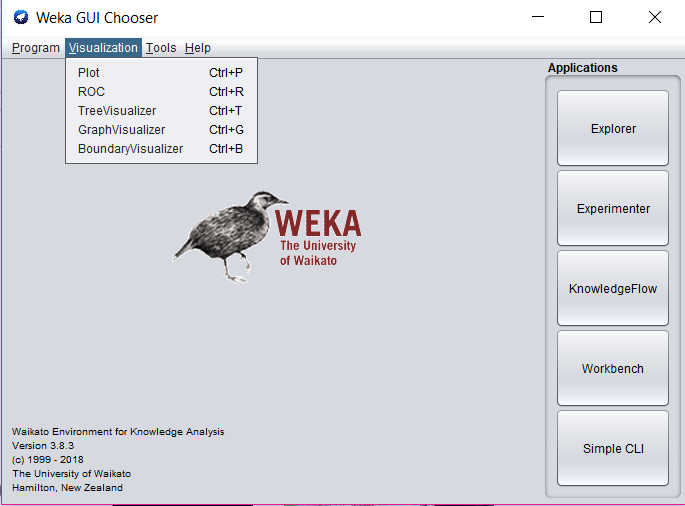 Weka GUI Chooser
Program Visualization Tools Help
Plot Ctrl+P
ROC Ctrl+R
TreeVisualizer Ctrl+T
GraphVisualizer Ctrl+G
BoundaryVisualizer Ctrl+B
WEKA
The University
of Waikato
Waikato Environment for Knowledge Analysis
Version 3.8.3
(c) 1999 - 2018
The University of Waikato
Hamilton, New Zealand
Applications
Explorer
Experimenter
KnowledgeFlow
Workbench
Simple CLI